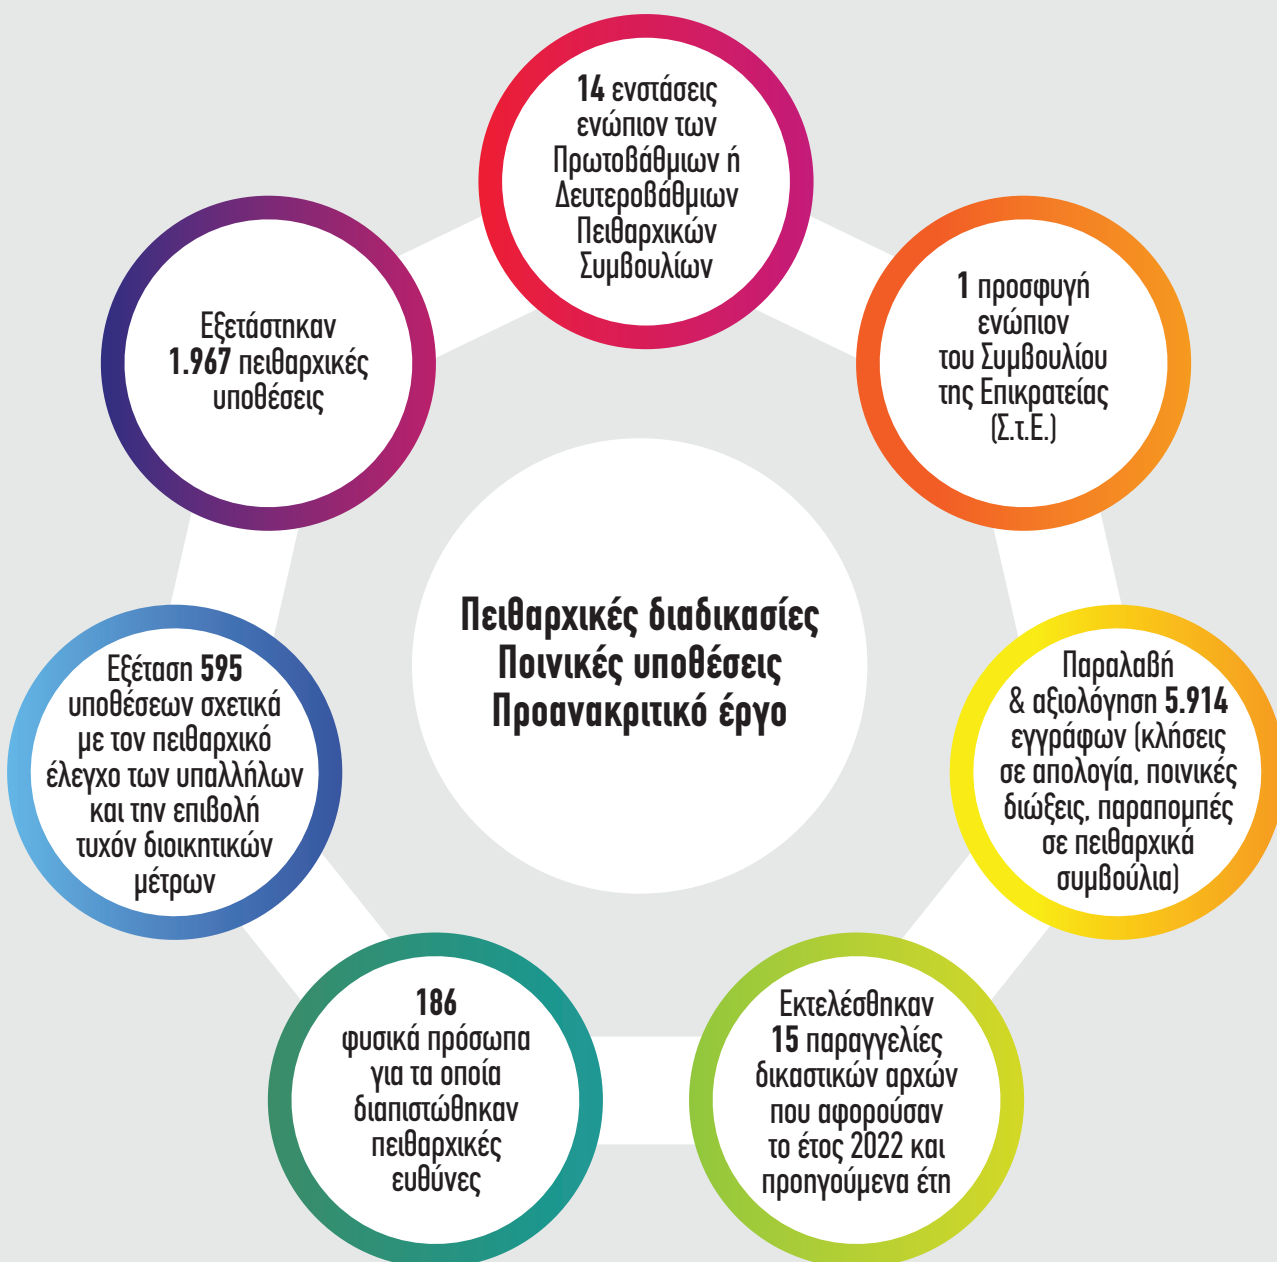 14 ενστάσεις
ενώπιον των
Πρωτοβάθμιων ή
Δευτεροβάθμιων
Πειθαρχικών
Συμβουλίων
1 προσφυγή
ενώπιον
του Συμβουλίου
της Επικρατείας
(Σ.τ.Ε.)
Παραλαβή
& αξιολόγηση 5.914
εγγράφων (κλήσεις
σε απολογία, ποινικές
διώξεις, παραπομπές
σε πειθαρχικά
συμβούλια)
Εκτελέσθηκαν
15 παραγγελίες
δικαστικών αρχών
που αφορούσαν
το έτος 2022 και
προηγούμενα έτη
186
φυσικά πρόσωπα
για τα οποία
διαπιστώθηκαν
πειθαρχικές
ευθύνες
Εξέταση 595
υποθέσεων σχετικά
με τον πειθαρχικό
έλεγχο των υπαλλήλων
και την επιβολή
τυχόν διοικητικών
μέτρων
Εξετάστηκαν
1.967 πειθαρχικές
υποθέσεις
Πειθαρχικές διαδικασίες
Ποινικές υποθέσεις
Προανακριτικό έργο